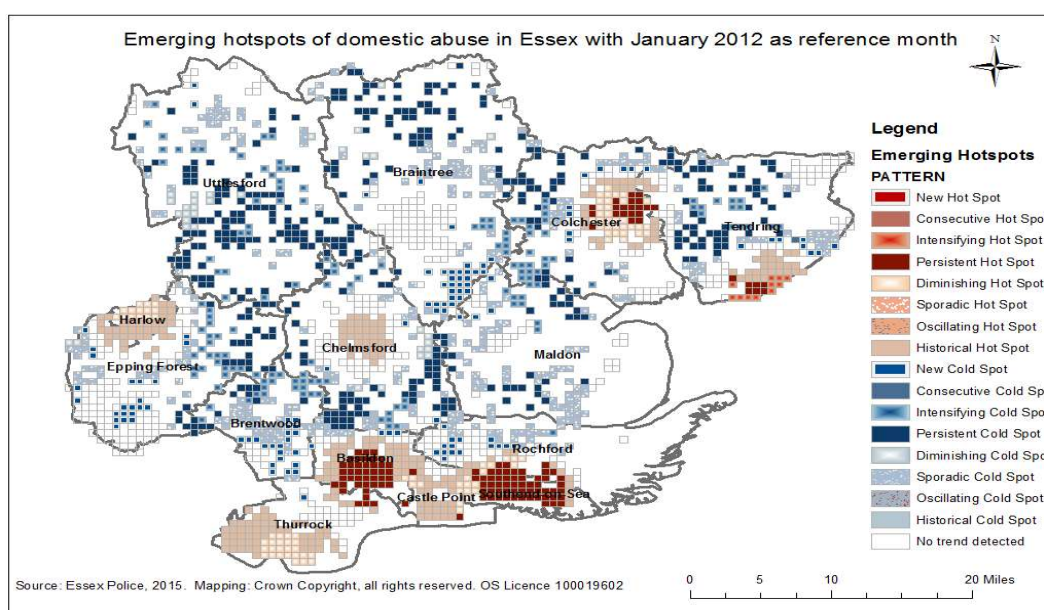 Emerging hotspots of domestic abuse in Essex with January 2012 as reference month
N
Legend
Emerging Hotspots
PATTERN
New Hot Spot
Consecutive Hot Spot
Intensifying Hot Spot
Persistent Hot Spot
Diminishing Hot Spot
Sporadic Hot Spot
Oscillating Hot Spot
Historical Hot Spot
New Cold Spot
Consecutive Cold Spot
Intensifying Cold Spot
Persistent Cold Spot
Diminishing Cold Spot
Sporadic Cold Spot
Oscillating Cold Spot
Historical Cold Spot
No trend detected
Uttlesford
Braintree
Colchester
Tendring
Harlow
Epping Forest
Chelmsford
Maldon
Brentwood
Rochford
Basildon
Castle Point
Southend-on-Sea
Thurrock
Source: Essex Police, 2015. Mapping: Crown Copyright, all rights reserved. OS Licence 100019602
0 5 10 20 Miles